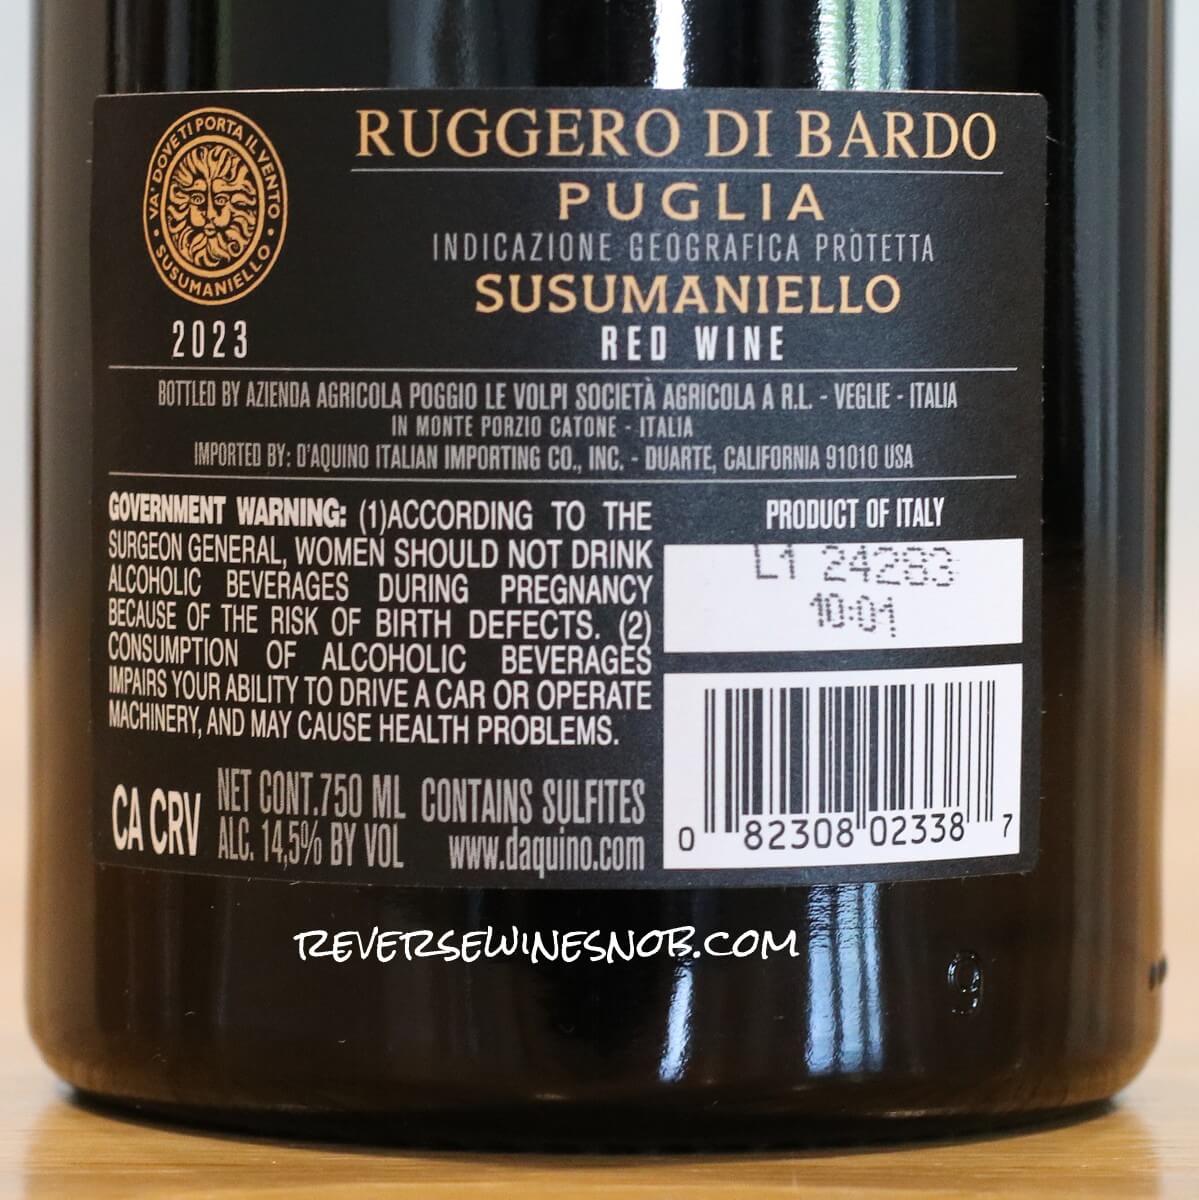 VA' DOVE TI PORTA IL VENTO • SUSUMANIELLO •
2023
RUGGERO DI BARDO
PUGLIA
INDICAZIONE GEOGRAFICA PROTETTA
SUSUMANIELLO
RED WINE
BOTTLED BY AZIENDA AGRICOLA POGGIO LE VOLPI SOCIETÀ AGRICOLA A R.L. - VEGLIE - ITALIA
IN MONTE PORZIO CATONE - ITALIA
IMPORTED BY: D'AQUINO ITALIAN IMPORTING CO., INC. - DUARTE, CALIFORNIA 91010 USA
GOVERNMENT WARNING: (1)ACCORDING TO THE
SURGEON GENERAL, WOMEN SHOULD NOT DRINK
ALCOHOLIC BEVERAGES DURING PREGNANCY
BECAUSE OF THE RISK OF BIRTH DEFECTS. (2)
CONSUMPTION OF ALCOHOLIC BEVERAGES
IMPAIRS YOUR ABILITY TO DRIVE A CAR OR OPERATE
MACHINERY, AND MAY CAUSE HEALTH PROBLEMS.
CA CRV
NET CONT.750 ML CONTAINS SULFITES
ALC. 14,5% BY VOL www.daquino.com
PRODUCT OF ITALY
L1 24283
10:01
0 82308 02338 7
REVERSEWINESNOB.COM
9